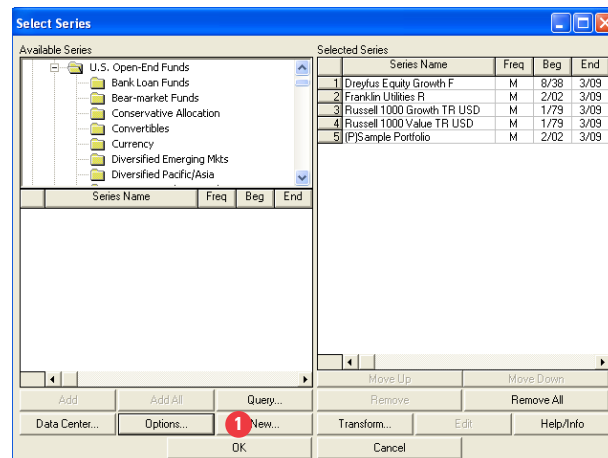 Select Series
Available Series
U.S. Open-End Funds
Bank Loan Funds
Bear-market Funds
Conservative Allocation
Convertibles
Currency
Diversified Emerging Mkts
Diversified Pacific/Asia
Series Name Freq Beg End
Selected Series
Series Name Freq Beg End
1 Dreyfus Equity Growth F M 8/38 3/09
2 Franklin Utilities R M 2/02 3/09
3 Russell 1000 Growth TR USD M 1/79 3/09
4 Russell 1000 Value TR USD M 1/79 3/09
5 (P)Sample Portfolio M 2/02 3/09
Move Up Move Down
Add Add All Query... Remove Remove All
Data Center... Options... 1 New... Transform... Edit Help/Info
OK Cancel